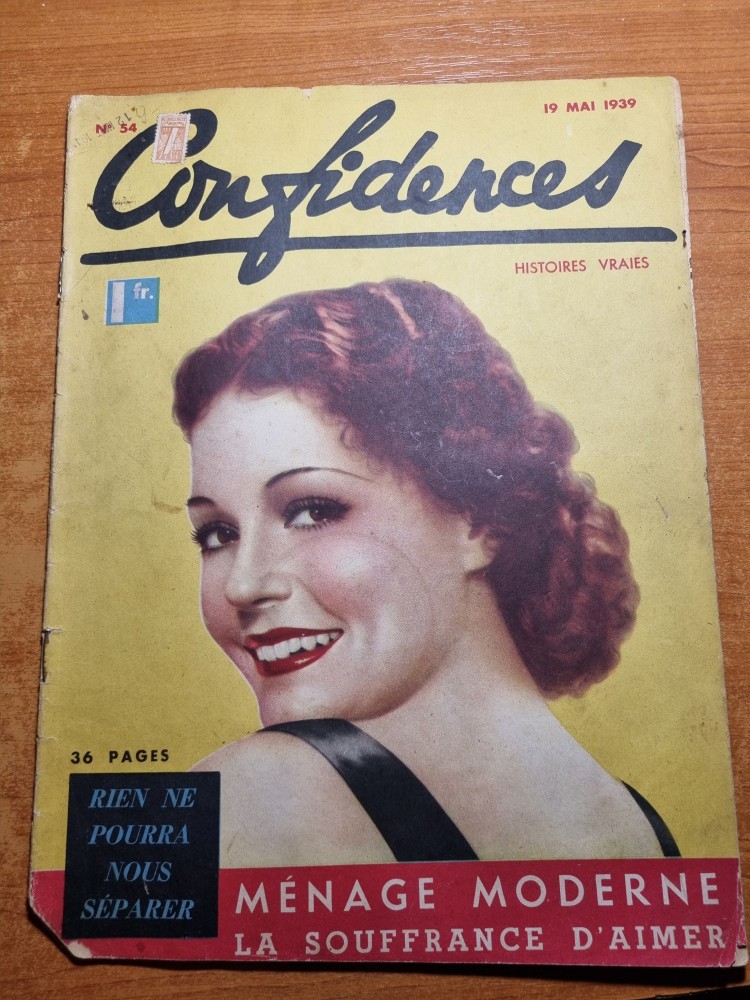 Nº 54
19 MAI 1939
Confidences
HISTOIRES VRAIES
1 fr.
36 PAGES
RIEN NE
POURRA
NOUS
SÉPARER
MÉNAGE MODERNE
LA SOUFFRANCE D'AIMER